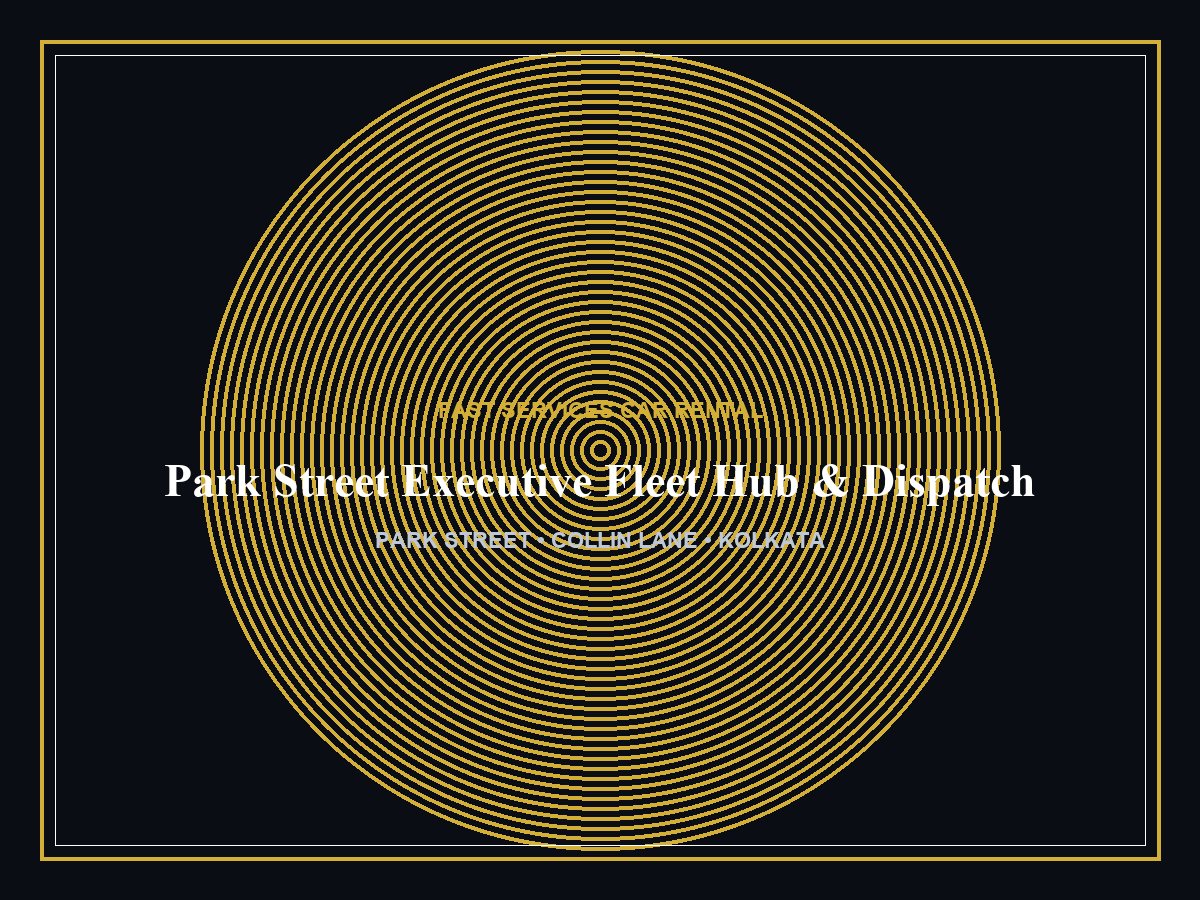 FAST SERVICES CAR RENTAL
Park Street Executive Fleet Hub & Dispatch
PARK STREET • COLLIN LANE • KOLKATA